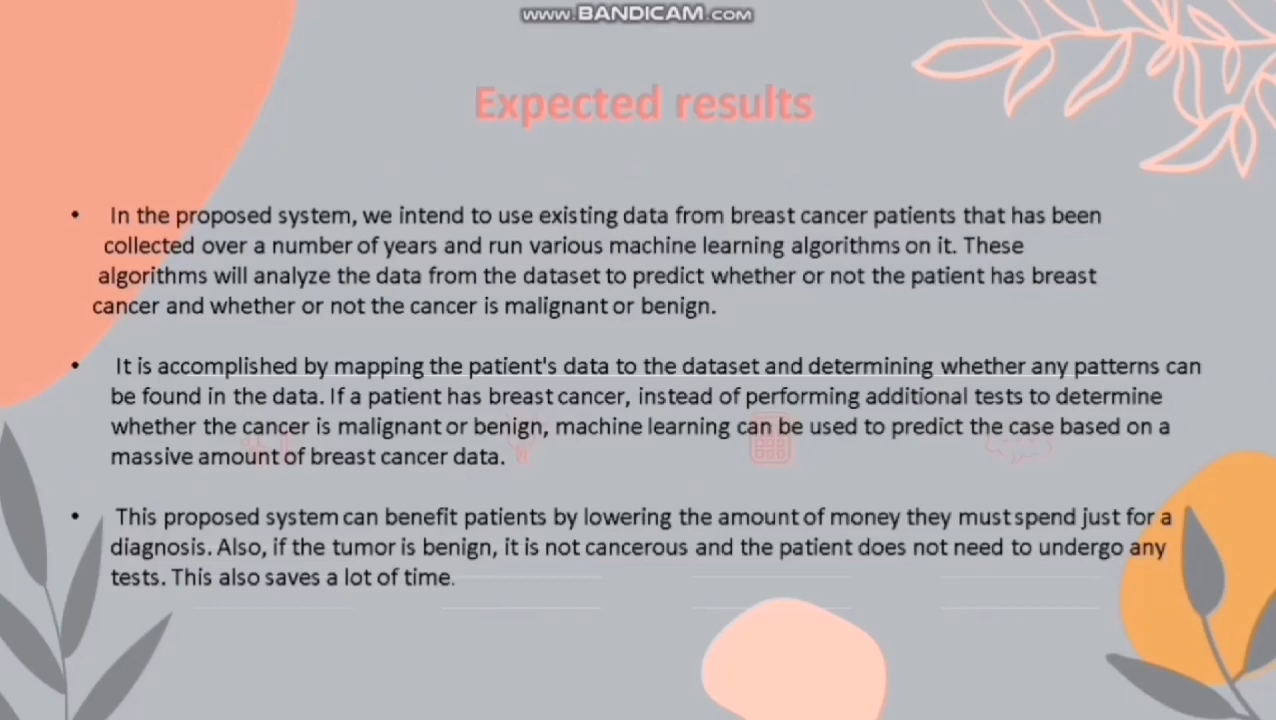 www.BANDICAM.com
Expected results
• In the proposed system, we intend to use existing data from breast cancer patients that has been
collected over a number of years and run various machine learning algorithms on it. These
algorithms will analyze the data from the dataset to predict whether or not the patient has breast
cancer and whether or not the cancer is malignant or benign.
• It is accomplished by mapping the patient's data to the dataset and determining whether any patterns can
be found in the data. If a patient has breast cancer, instead of performing additional tests to determine
whether the cancer is malignant or benign, machine learning can be used to predict the case based on a
massive amount of breast cancer data.
• This proposed system can benefit patients by lowering the amount of money they must spend just for a
diagnosis. Also, if the tumor is benign, it is not cancerous and the patient does not need to undergo any
tests. This also saves a lot of time.